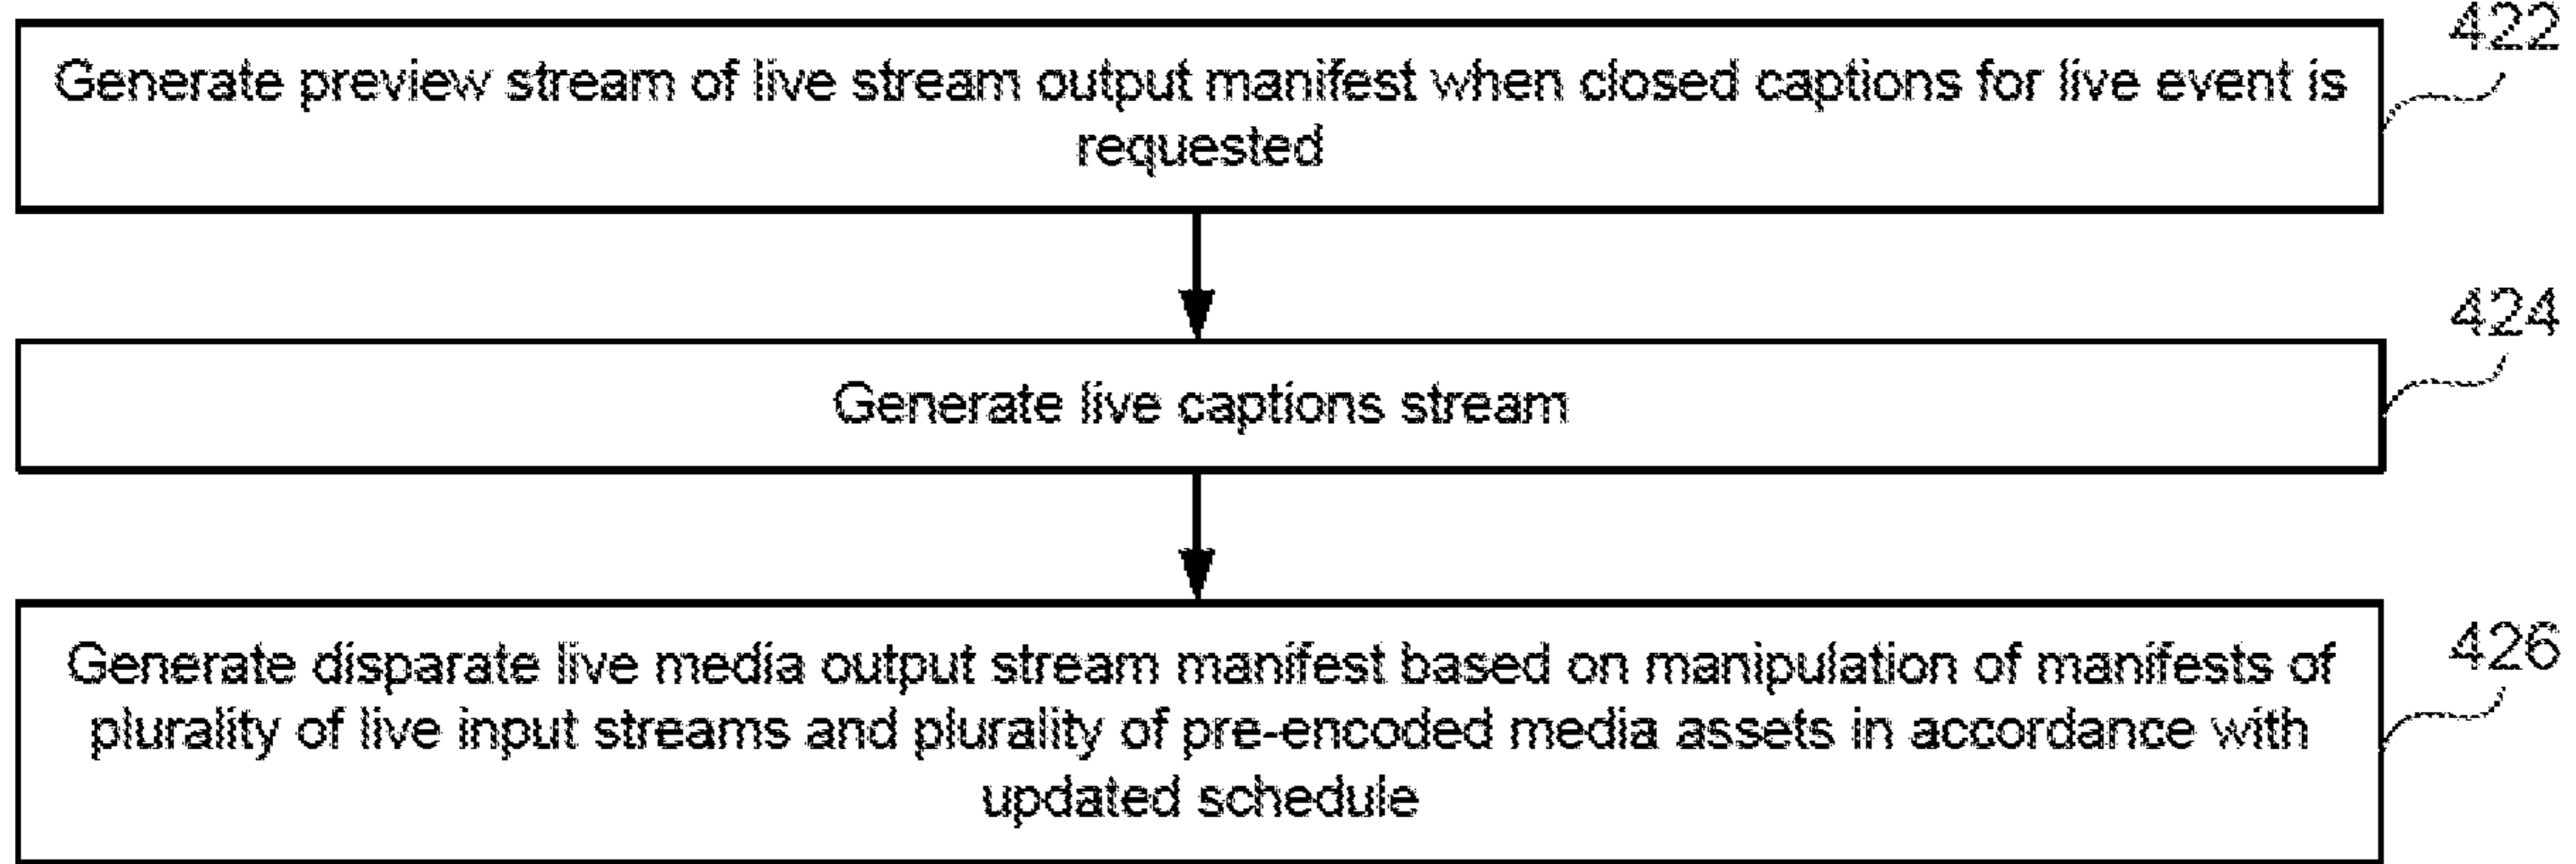 422
Generate preview stream of live stream output manifest when closed captions for live event is
requested
424
Generate live captions stream
426
Generate disparate live media output stream manifest based on manipulation of manifests of
plurality of live input streams and plurality of pre-encoded media assets in accordance with
updated schedule